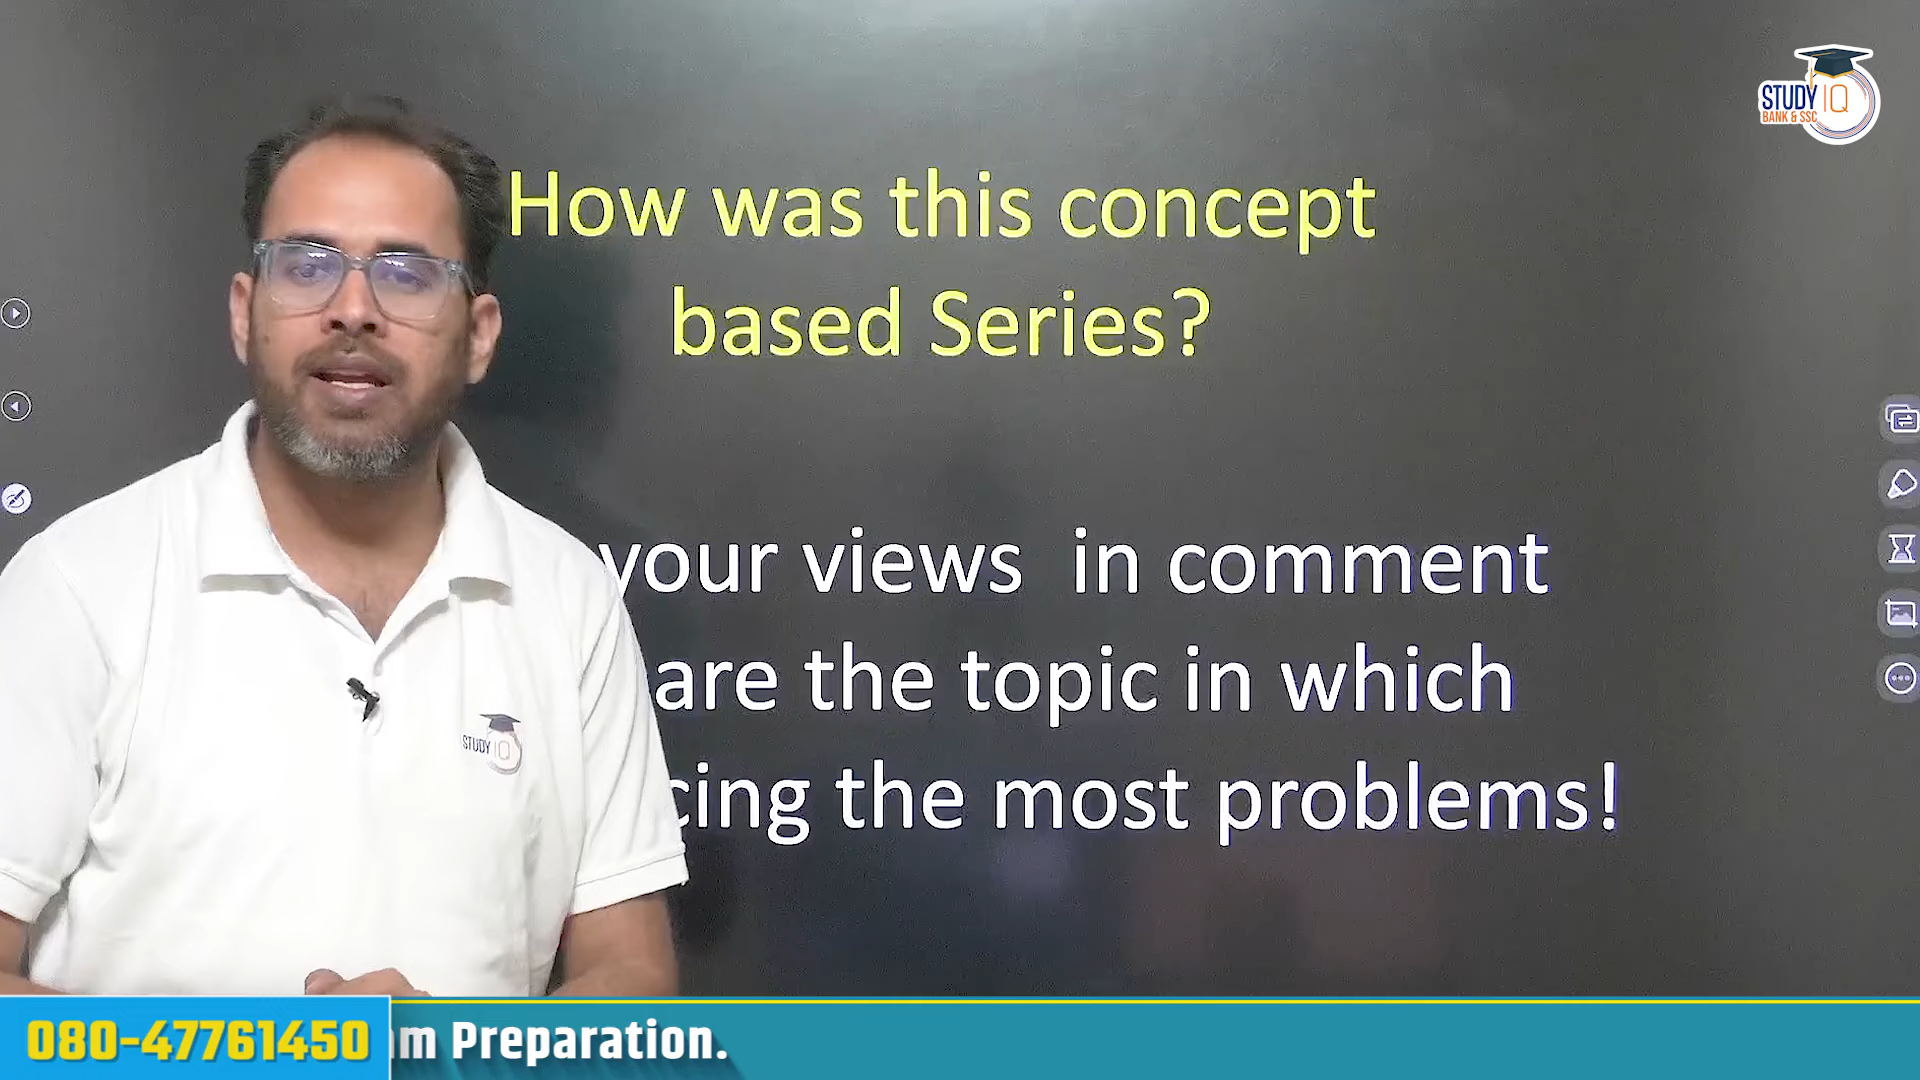 STUDY IQ
BANK & SSC
How was this concept
based Series?
your views in comment
are the topic in which
cing the most problems!
STUDY IQ
080-47761450
am Preparation.